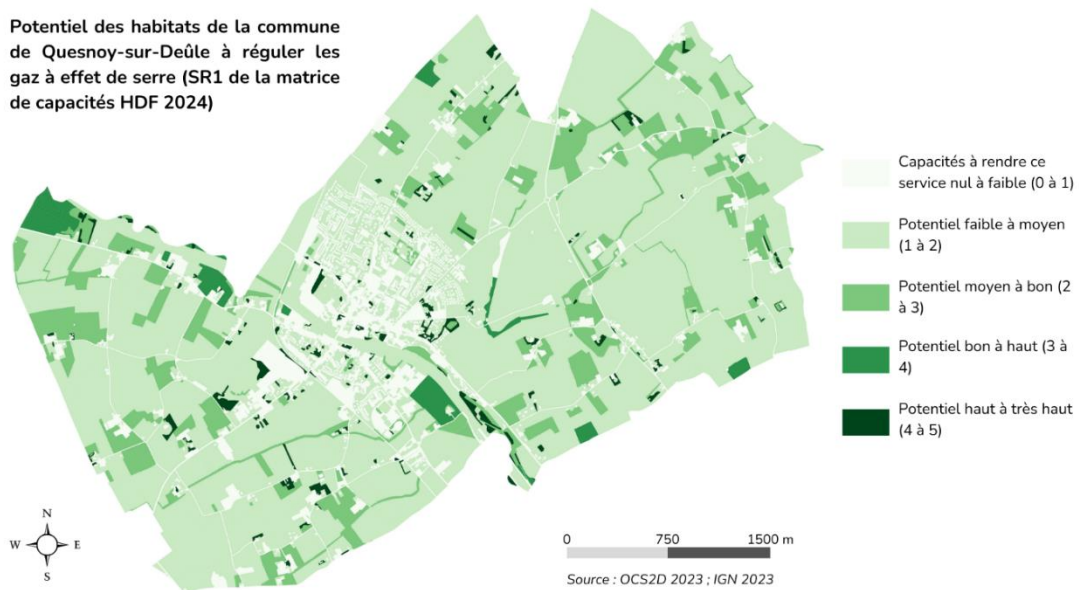 Potentiel des habitats de la commune
de Quesnoy-sur-Deûle à réguler les
gaz à effet de serre (SR1 de la matrice
de capacités HDF 2024)
Capacités à rendre ce
service nul à faible (0 à 1)
Potentiel faible à moyen
(1 à 2)
Potentiel moyen à bon (2
à 3)
Potentiel bon à haut (3 à
4)
Potentiel haut à très haut
(4 à 5)
N
W E
S
0 750 1500 m
Source : OCS2D 2023 ; IGN 2023